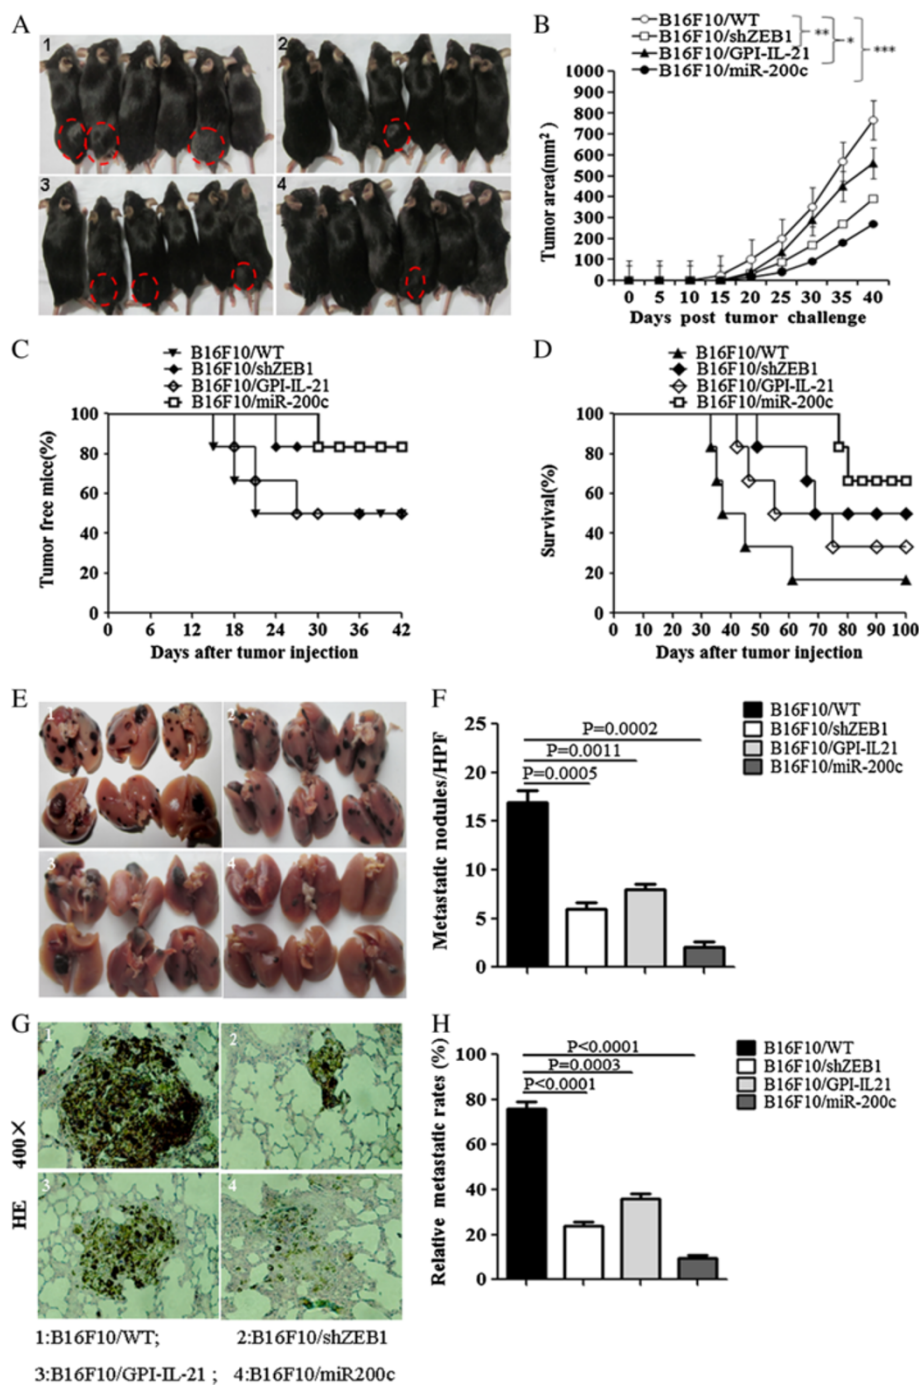 A
1
2
3
4
B
B16F10/WT
B16F10/shZEB1
B16F10/GPI-IL-21
B16F10/miR-200c
**
*
***
Tumor area(mm²)
1000
900
800
700
600
500
400
300
200
100
0
0 5 10 15 20 25 30 35 40
Days post tumor challenge
C
B16F10/WT
B16F10/shZEB1
B16F10/GPI-IL-21
B16F10/miR-200c
Tumor free mice(%)
100
80
60
40
20
0
0 6 12 18 24 30 36 42
Days after tumor injection
D
B16F10/WT
B16F10/shZEB1
B16F10/GPI-IL-21
B16F10/miR-200c
Survival(%)
100
80
60
40
20
0
0 10 20 30 40 50 60 70 80 90 100
Days after tumor injection
E
1
2
3
4
F
B16F10/WT
B16F10/shZEB1
B16F10/GPI-IL21
B16F10/miR-200c
Metastatic nodules/HPF
25
20
15
10
5
0
P=0.0002
P=0.0011
P=0.0005
G
1
2
3
4
400×
HE
1:B16F10/WT; 2:B16F10/shZEB1
3:B16F10/GPI-IL-21 ; 4:B16F10/miR200c
H
B16F10/WT
B16F10/shZEB1
B16F10/GPI-IL21
B16F10/miR-200c
Relative metastatic rates (%)
100
80
60
40
20
0
P<0.0001
P=0.0003
P<0.0001